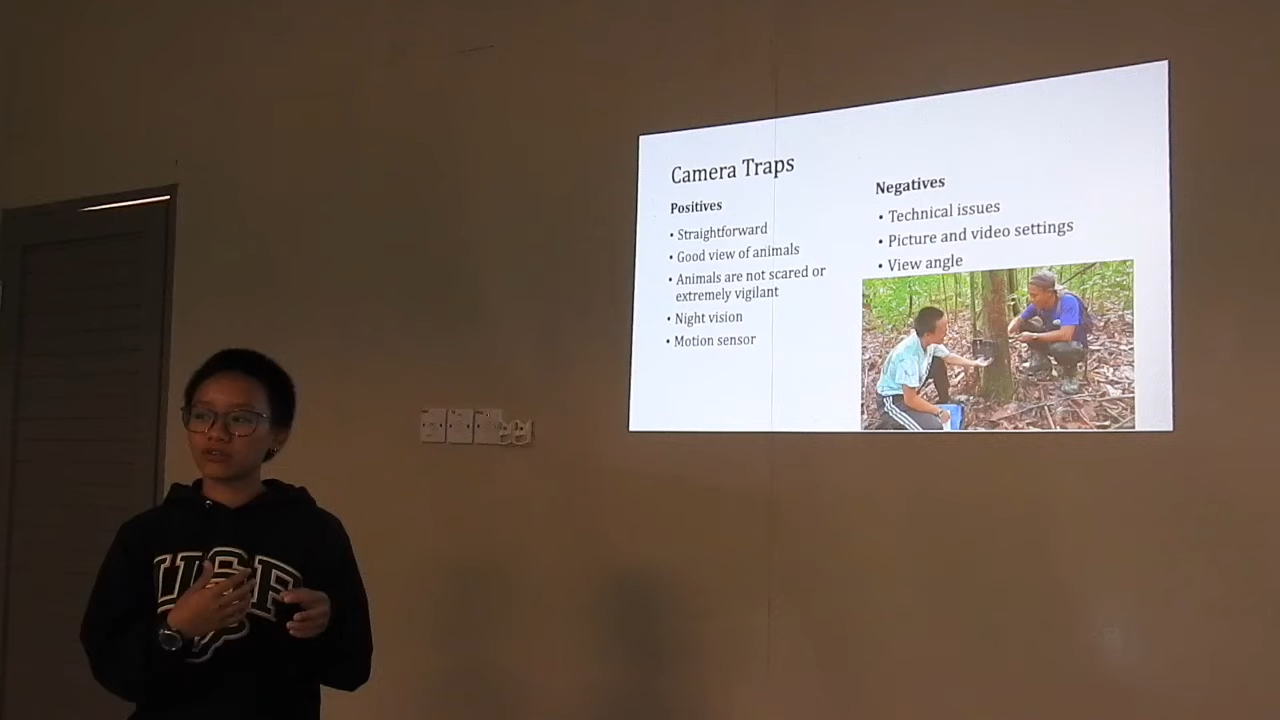 Camera Traps
Positives
• Straightforward
• Good view of animals
• Animals are not scared or
extremely vigilant
• Night vision
• Motion sensor
Negatives
• Technical issues
• Picture and video settings
• View angle
USF